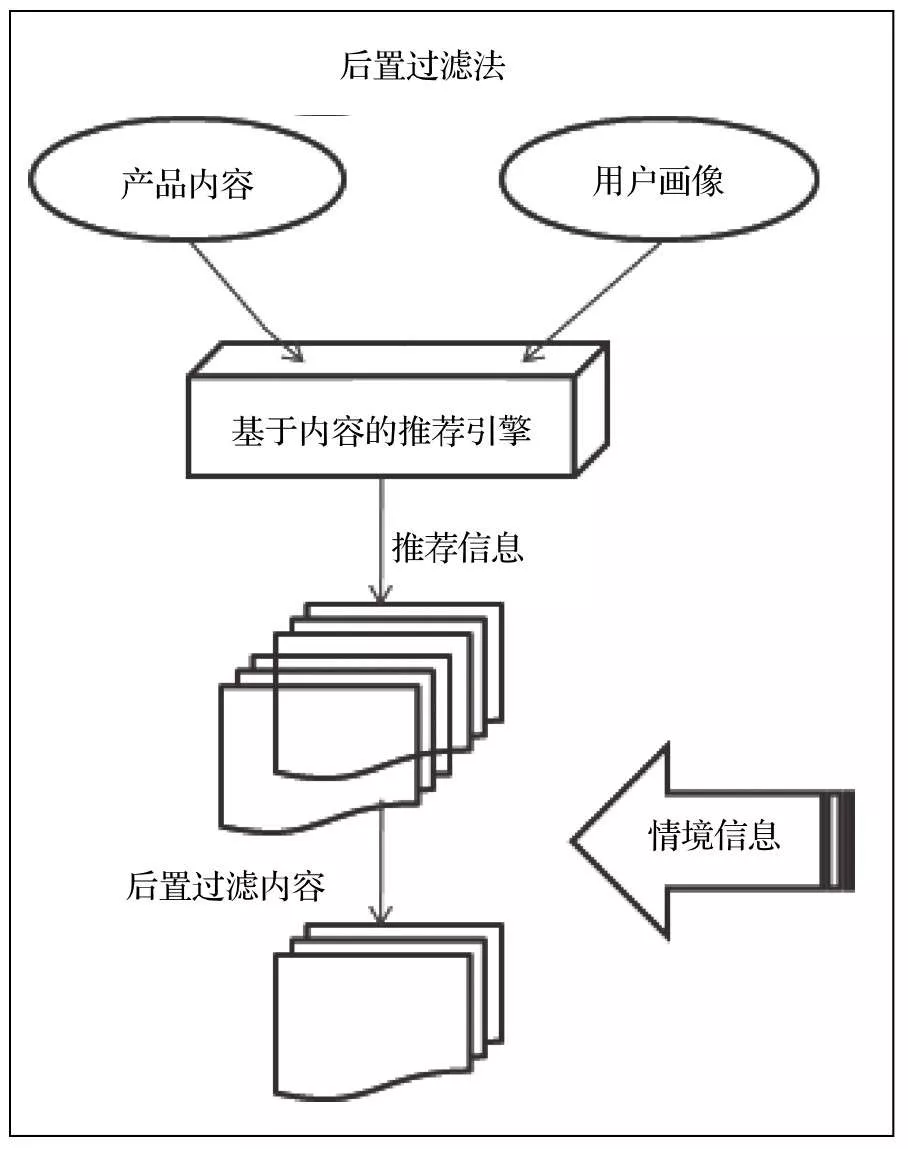 后置过滤法
产品内容
用户画像
基于内容的推荐引擎
推荐信息
情境信息
后置过滤内容